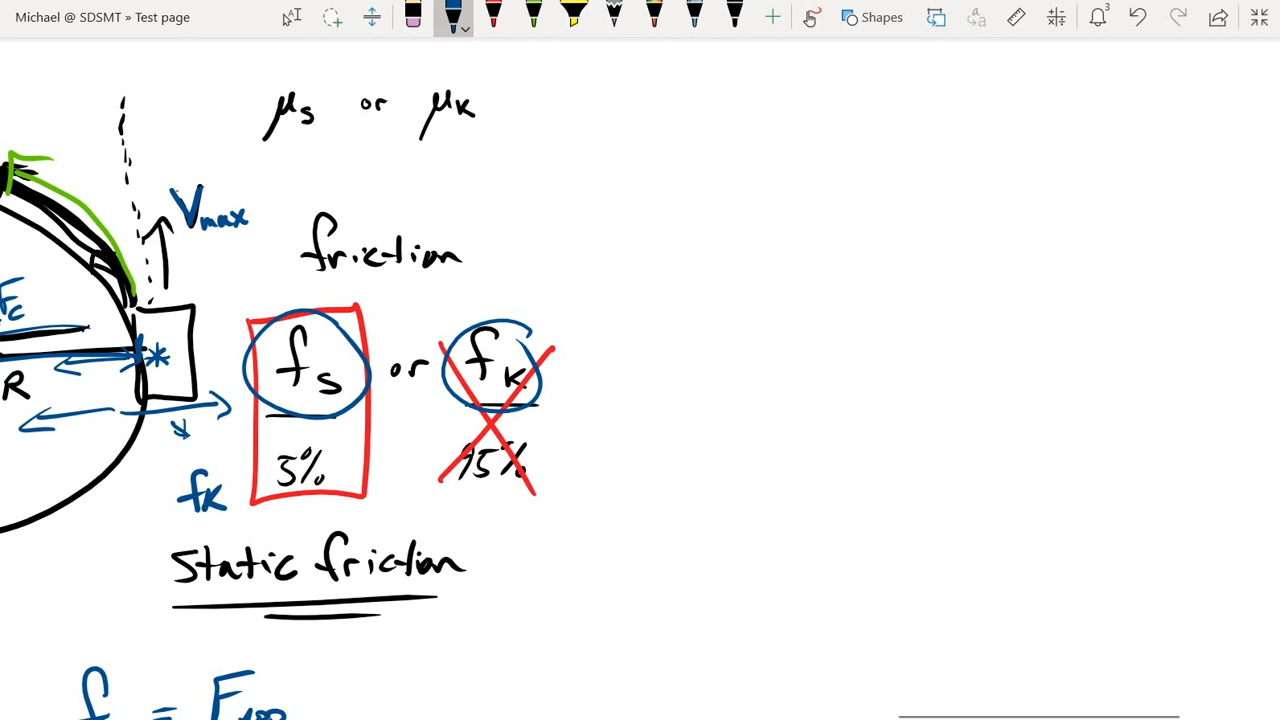 Michael @ SDSMT » Test page
Shapes
3
μs or μK
Vmax
friction
Fc
fs or fK
R
5% 95%
fK
Static friction
f =